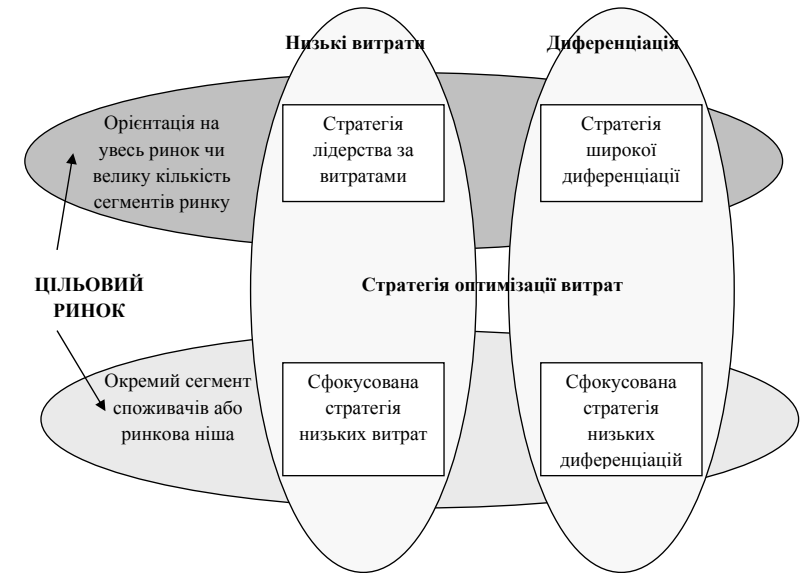 Низькі витрати
Диференціація
Орієнтація на
увесь ринок чи
велику кількість
сегментів ринку
Стратегія
лідерства за
витратами
Стратегія
широкої
диференціації
ЦІЛЬОВИЙ
РИНОК
Стратегія оптимізації витрат
Окремий сегмент
споживачів або
ринкова ніша
Сфокусована
стратегія
низьких витрат
Сфокусована
стратегія
низьких
диференціацій